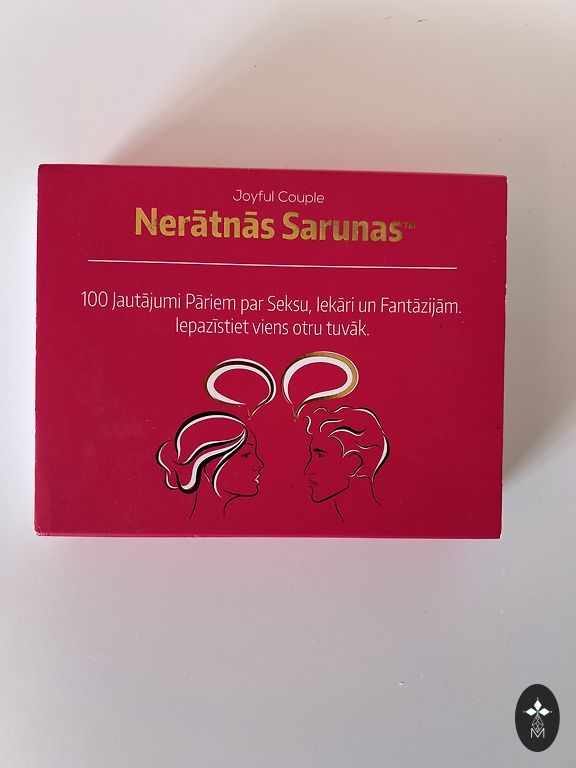 Joyful Couple
Nerātnās Sarunas™
100 Jautājumi Pāriem par Seksu, Iekāri un Fantāzijām.
Iepazīstiet viens otru tuvāk.
M